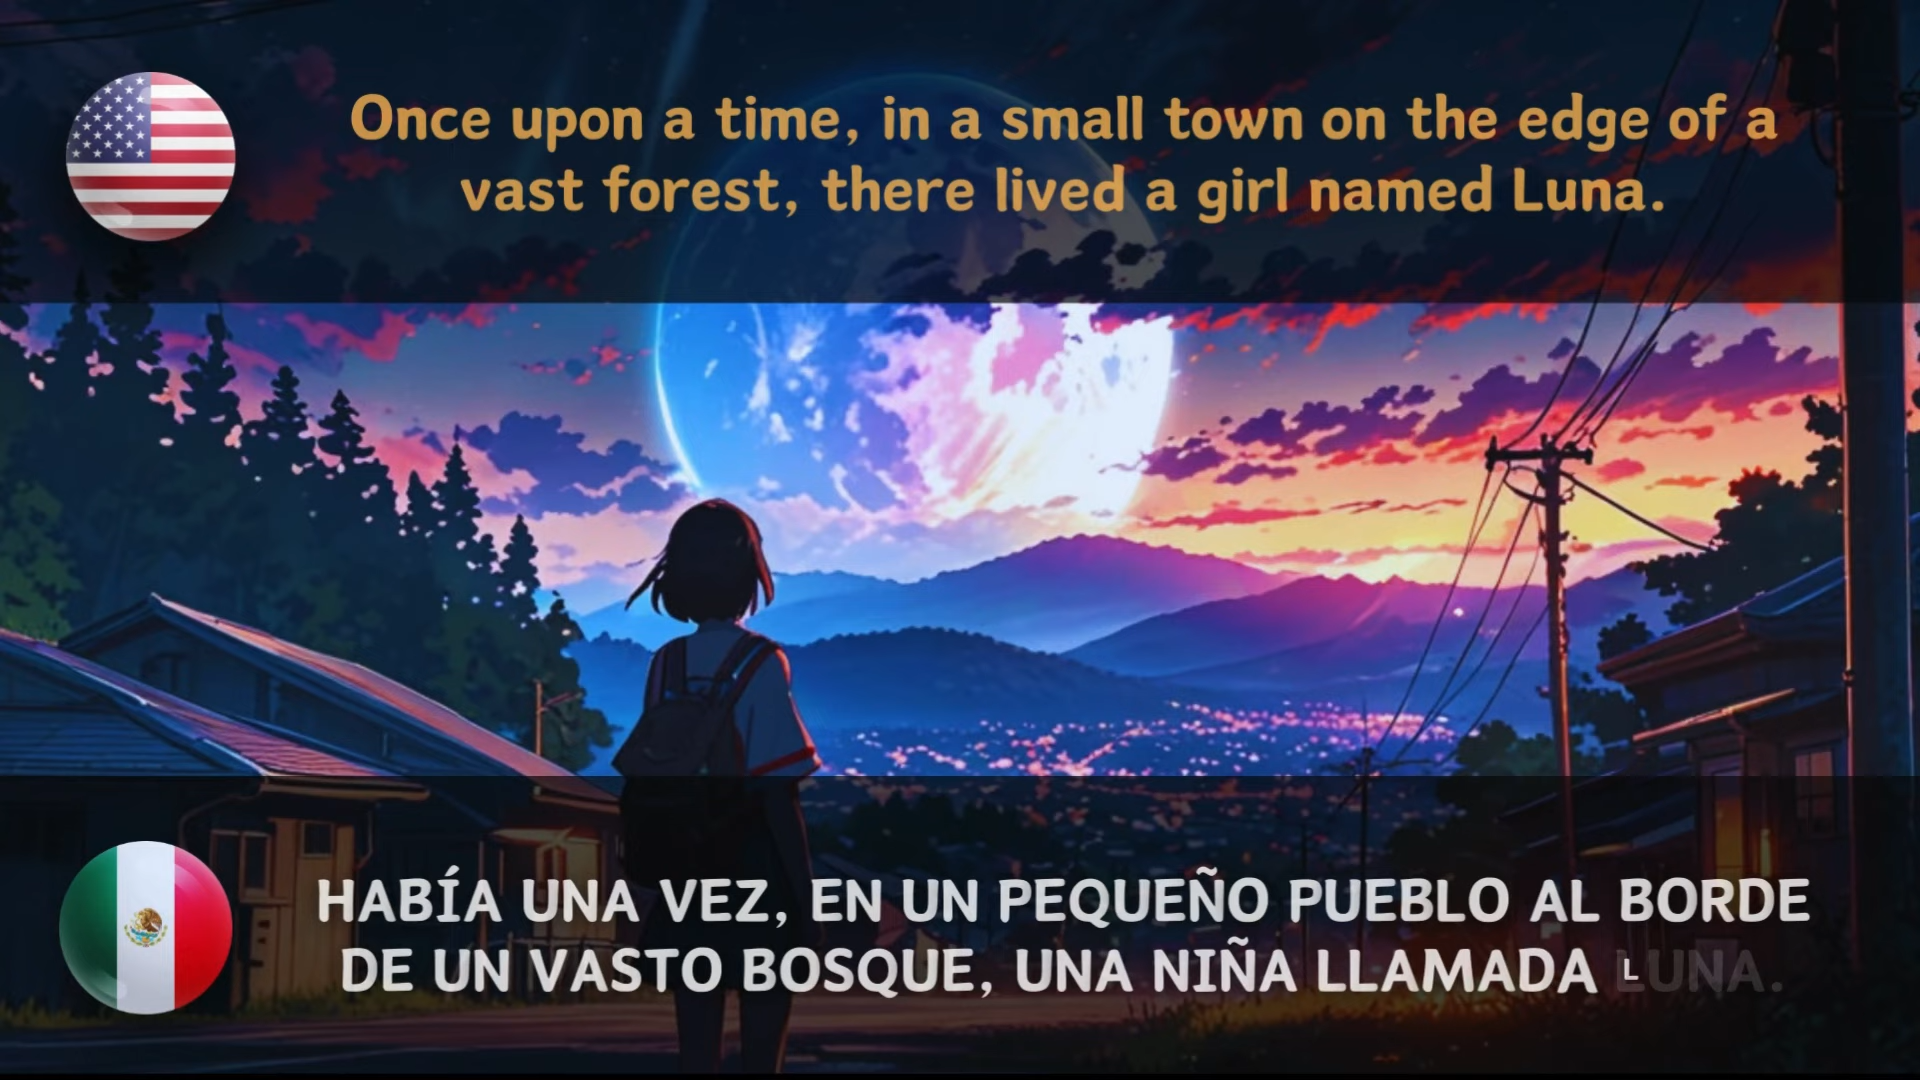 Once upon a time, in a small town on the edge of a
vast forest, there lived a girl named Luna.
HABÍA UNA VEZ, EN UN PEQUEÑO PUEBLO AL BORDE
DE UN VASTO BOSQUE, UNA NIÑA LLAMADA LUNA.